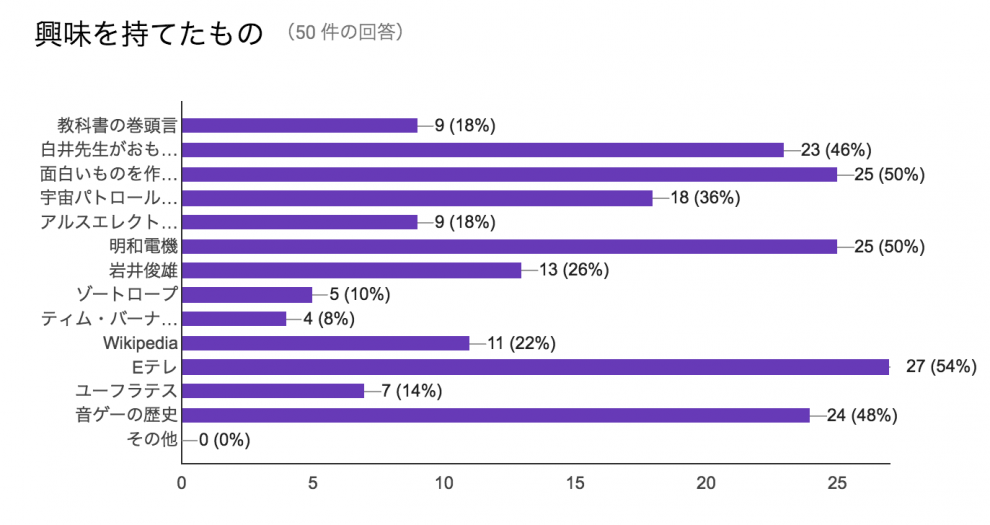 興味を持てたもの （50 件の回答）
教科書の巻頭言 9 (18%)
白井先生がおも… 23 (46%)
面白いものを作… 25 (50%)
宇宙パトロール… 18 (36%)
アルスエレクト… 9 (18%)
明和電機 25 (50%)
岩井俊雄 13 (26%)
ゾートロープ 5 (10%)
ティム・バーナ… 4 (8%)
Wikipedia 11 (22%)
Eテレ 27 (54%)
ユーフラテス 7 (14%)
音ゲーの歴史 24 (48%)
その他 0 (0%)
0 5 10 15 20 25